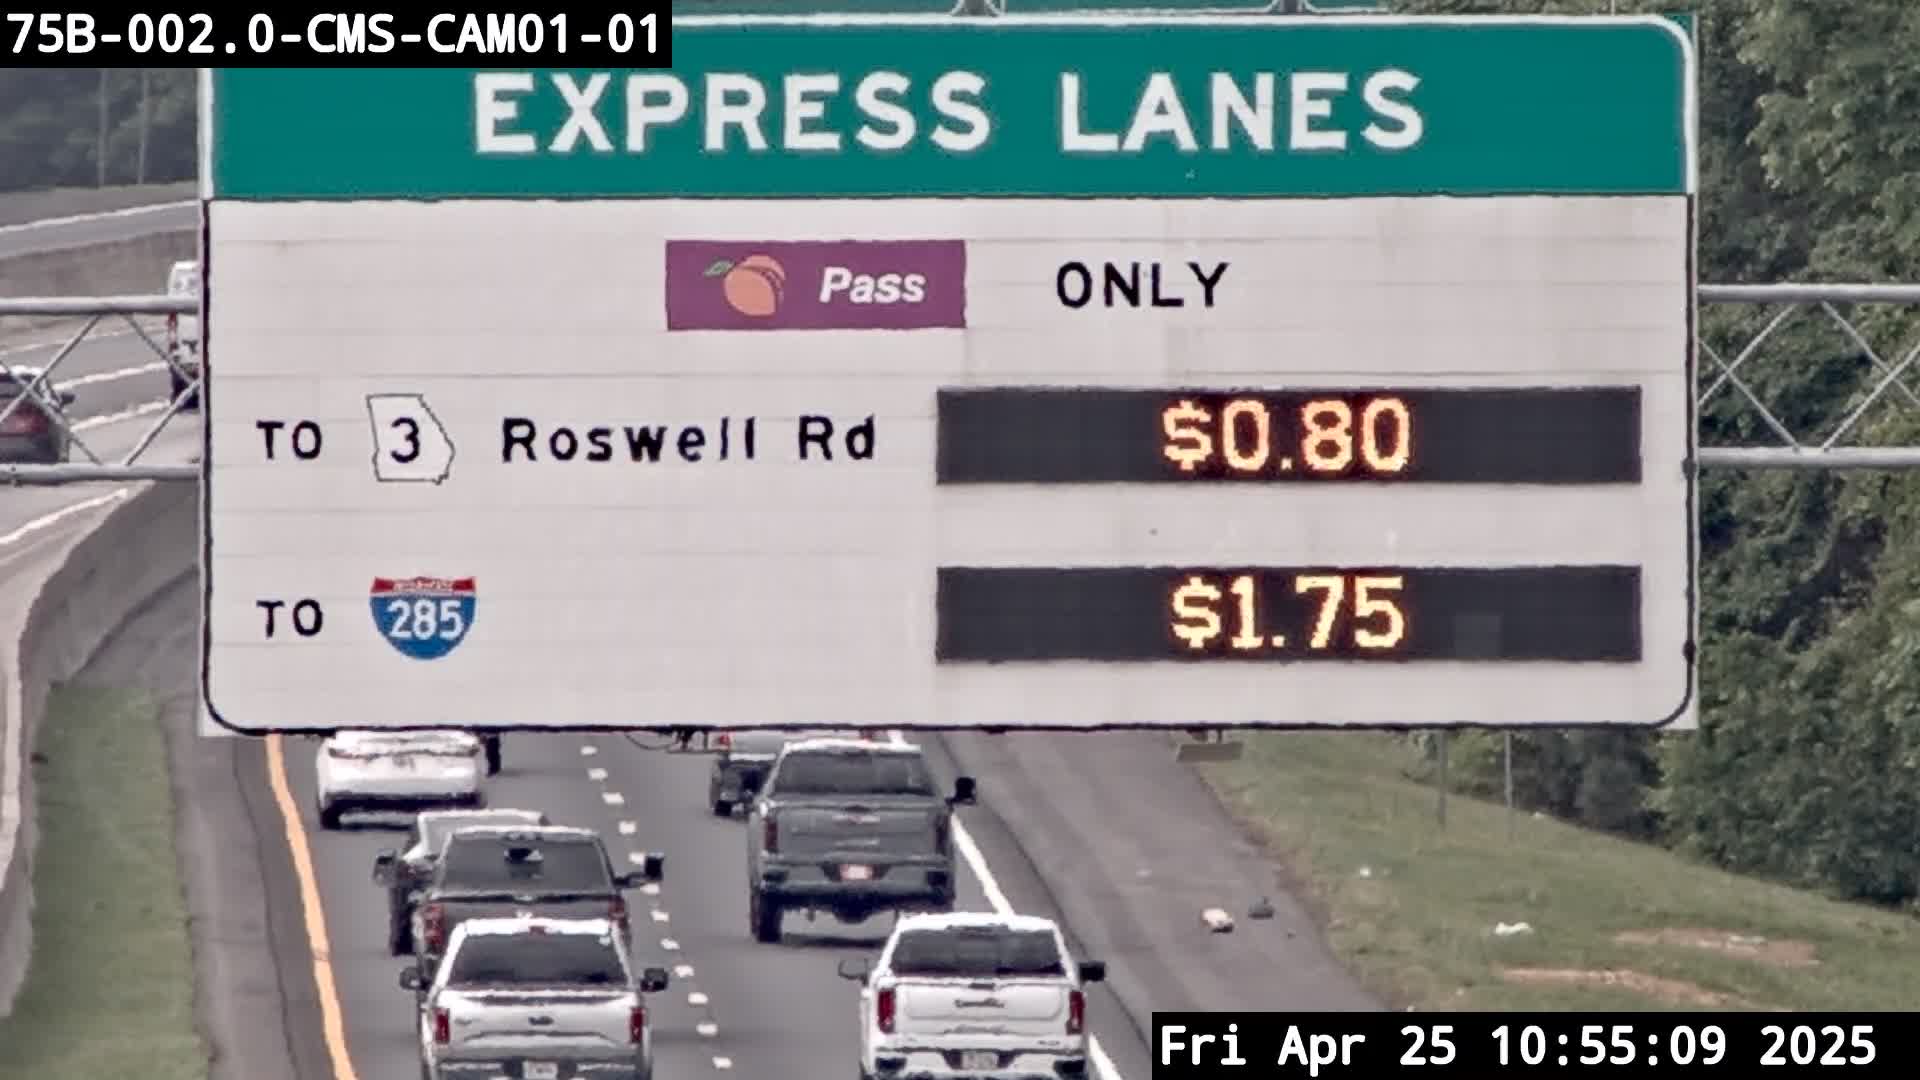 75B-002.0-CMS-CAM01-01
EXPRESS LANES
Pass ONLY
TO 3 Roswell Rd $0.80
TO 285 $1.75
Fri Apr 25 10:55:09 2025